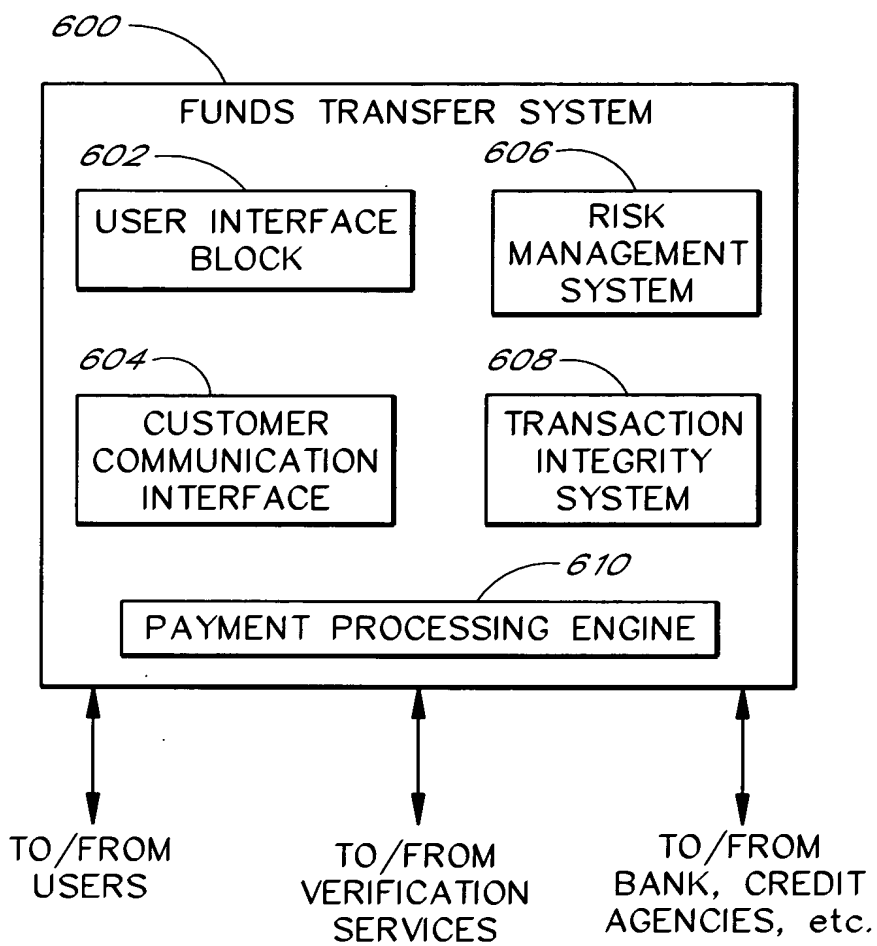 600
FUNDS TRANSFER SYSTEM
602
USER INTERFACE
BLOCK
606
RISK
MANAGEMENT
SYSTEM
604
CUSTOMER
COMMUNICATION
INTERFACE
608
TRANSACTION
INTEGRITY
SYSTEM
610
PAYMENT PROCESSING ENGINE
TO/FROM
USERS
TO/FROM
VERIFICATION
SERVICES
TO/FROM
BANK, CREDIT
AGENCIES, etc.